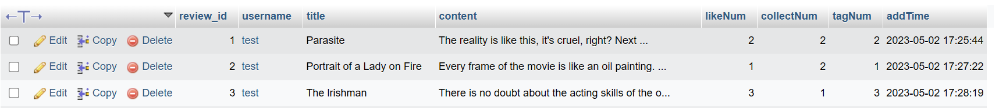 ←T→ review_id username title content likeNum collectNum tagNum addTime
Edit Copy Delete 1 test Parasite The reality is like this, it's cruel, right? Next ... 2 2 2 2023-05-02 17:25:44
Edit Copy Delete 2 test Portrait of a Lady on Fire Every frame of the movie is like an oil painting. ... 1 2 1 2023-05-02 17:27:22
Edit Copy Delete 3 test The Irishman There is no doubt about the acting skills of the o... 3 1 3 2023-05-02 17:28:19